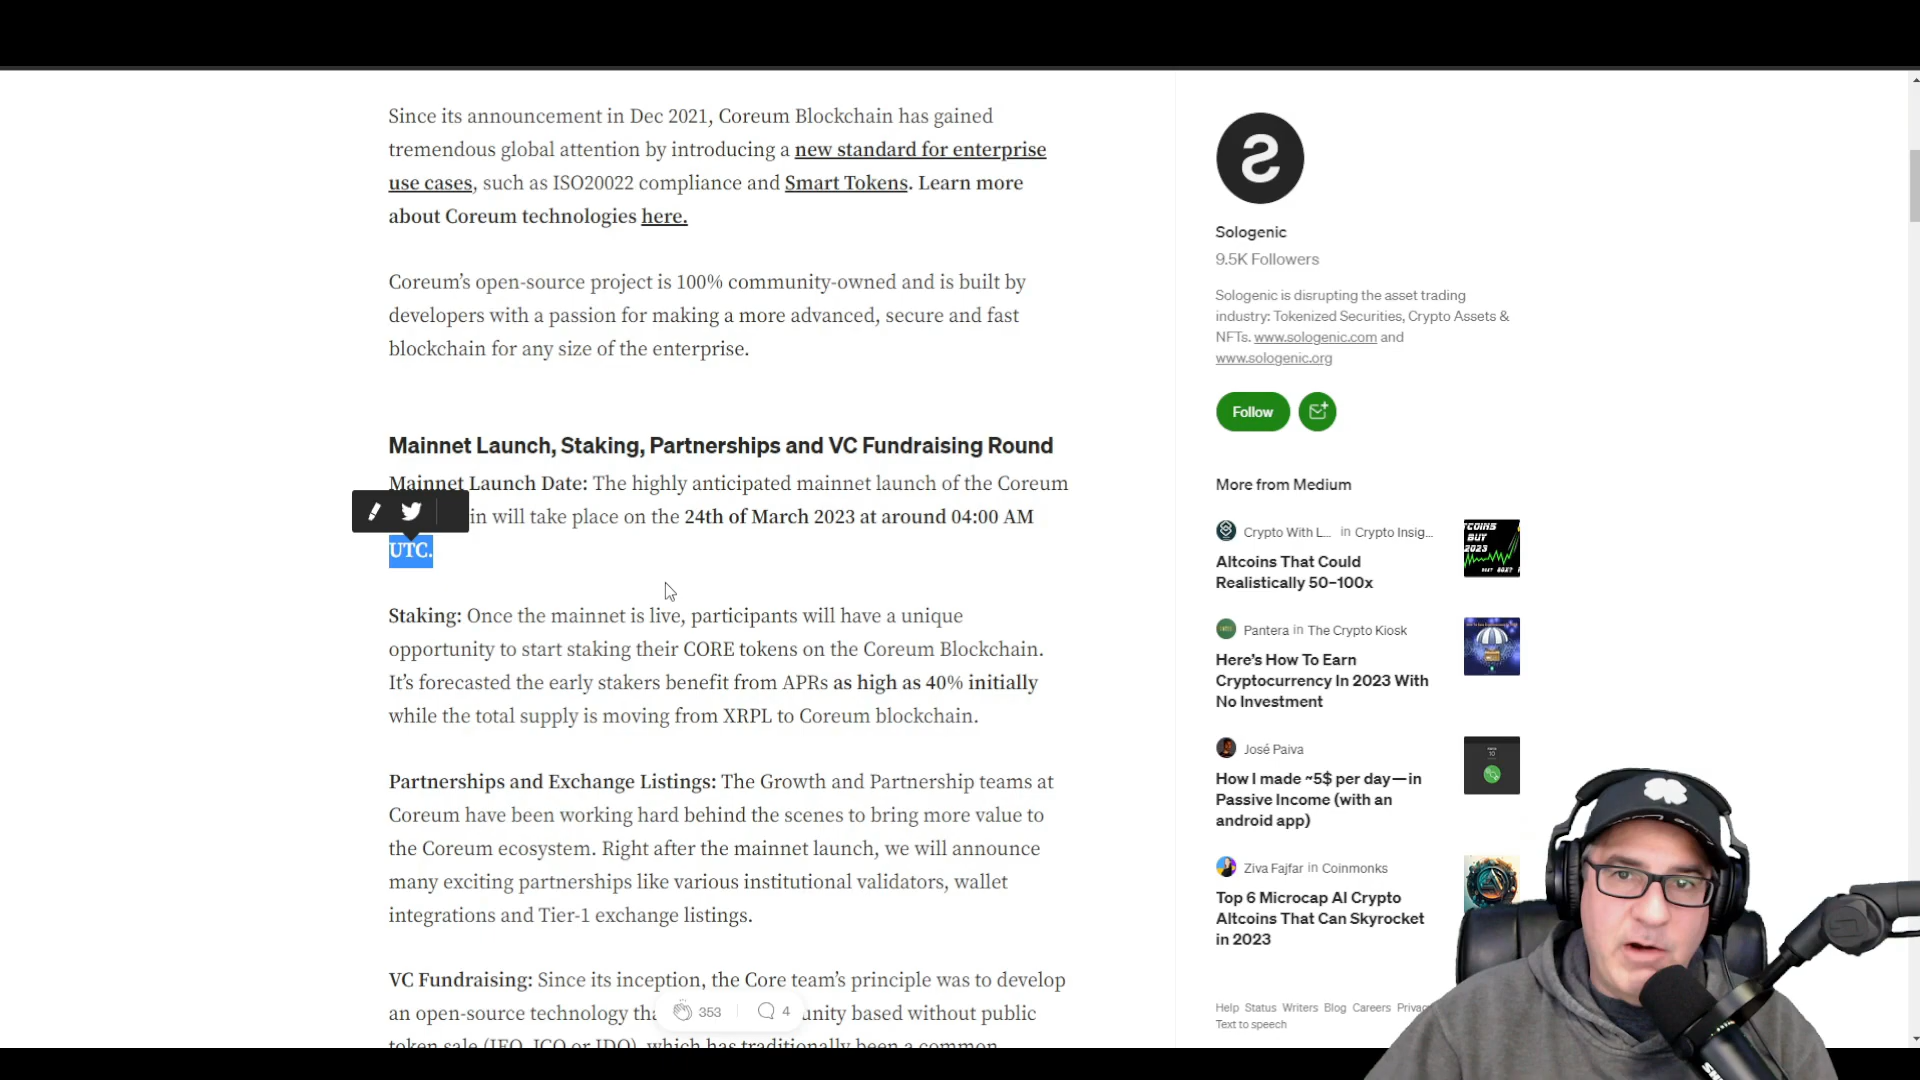 Since its announcement in Dec 2021, Coreum Blockchain has gained
tremendous global attention by introducing a new standard for enterprise
use cases, such as ISO20022 compliance and Smart Tokens. Learn more
about Coreum technologies here.
Coreum’s open-source project is 100% community-owned and is built by
developers with a passion for making a more advanced, secure and fast
blockchain for any size of the enterprise.
Mainnet Launch, Staking, Partnerships and VC Fundraising Round
Mainnet Launch Date: The highly anticipated mainnet launch of the Coreum
in will take place on the 24th of March 2023 at around 04:00 AM
UTC.
Staking: Once the mainnet is live, participants will have a unique
opportunity to start staking their CORE tokens on the Coreum Blockchain.
It’s forecasted the early stakers benefit from APRs as high as 40% initially
while the total supply is moving from XRPL to Coreum blockchain.
Partnerships and Exchange Listings: The Growth and Partnership teams at
Coreum have been working hard behind the scenes to bring more value to
the Coreum ecosystem. Right after the mainnet launch, we will announce
many exciting partnerships like various institutional validators, wallet
integrations and Tier-1 exchange listings.
VC Fundraising: Since its inception, the Core team’s principle was to develop
an open-source technology tha
353
4
unity based without public
token sale (IEO, ICO or IDO), which has traditionally been a common
Sologenic
9.5K Followers
Sologenic is disrupting the asset trading
industry: Tokenized Securities, Crypto Assets &
NFTs. www.sologenic.com and
www.sologenic.org
Follow
More from Medium
Crypto With L... in Crypto Insig...
Altcoins That Could
Realistically 50–100x
Pantera in The Crypto Kiosk
Here’s How To Earn
Cryptocurrency In 2023 With
No Investment
José Paiva
How I made ~5$ per day — in
Passive Income (with an
android app)
Ziva Fajfar in Coinmonks
Top 6 Microcap AI Crypto
Altcoins That Can Skyrocket
in 2023
Help Status Writers Blog Careers Privac
Text to speech